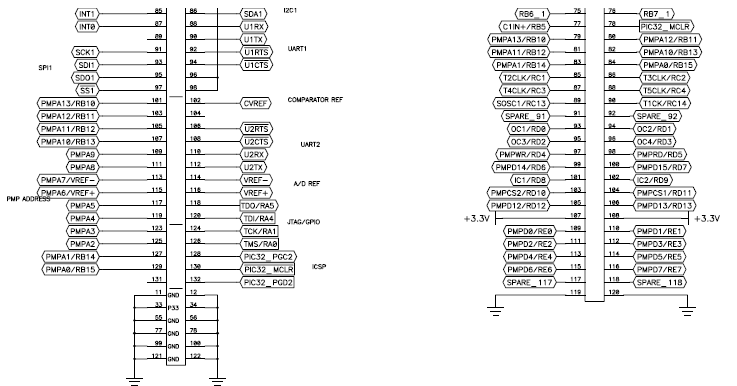 INT1 85 86 SDA1 I2C1
INT0 87 88 U1RX
89 90 U1TX
UART1
SCK1 91 92 U1RTS
SPI1 SDI1 93 94 U1CTS
SDO1 95 96
SS1 97 98
PMPA13/RB10 101 102 CVREF COMPARATOR REF
PMPA12/RB11 103 104
PMPA11/RB12 105 106 U2RTS
PMPA10/RB13 107 108 U2CTS UART2
PMPA9 109 110 U2RX
PMPA8 111 112 U2TX
PMPA7/VREF- 113 114 VREF- A/D REF
PMPA6/VREF+ 115 116 VREF+
PMP ADDRESS
PMPA5 117 118 TDO/RA5
PMPA4 119 120 TDI/RA4 JTAG/GPIO
PMPA3 123 124 TCK/RA1
PMPA2 125 126 TMS/RA0
PMPA1/RB14 127 128 PIC32_PGC2
PMPA0/RB15 129 130 PIC32_MCLR ICSP
131 132 PIC32_PGD2
11 GND 12
33 P33 34
55 GND 56
77 GND 78
99 GND 100
121 GND 122
RB6_1 75 76 RB7_1
C1IN+/RB5 77 78 PIC32_MCLR
PMPA13/RB10 79 80 PMPA12/RB11
PMPA11/RB12 81 82 PMPA10/RB13
PMPA1/RB14 83 84 PMPA0/RB15
T2CLK/RC1 85 86 T3CLK/RC2
T4CLK/RC3 87 88 T5CLK/RC4
SOSC1/RC13 89 90 T1CK/RC14
SPARE_91 91 92 SPARE_92
OC1/RD0 93 94 OC2/RD1
OC3/RD2 95 96 OC4/RD3
PMPWR/RD4 97 98 PMPRD/RD5
PMPD14/RD6 99 100 PMPD15/RD7
IC1/RD8 101 102 IC2/RD9
PMPCS2/RD10 103 104 PMPCS1/RD11
PMPD12/RD12 105 106 PMPD13/RD13
+3.3V 107 108 +3.3V
PMPD0/RE0 109 110 PMPD1/RE1
PMPD2/RE2 111 112 PMPD3/RE3
PMPD4/RE4 113 114 PMPD5/RE5
PMPD6/RE6 115 116 PMPD7/RE7
SPARE_117 117 118 SPARE_118
119 120